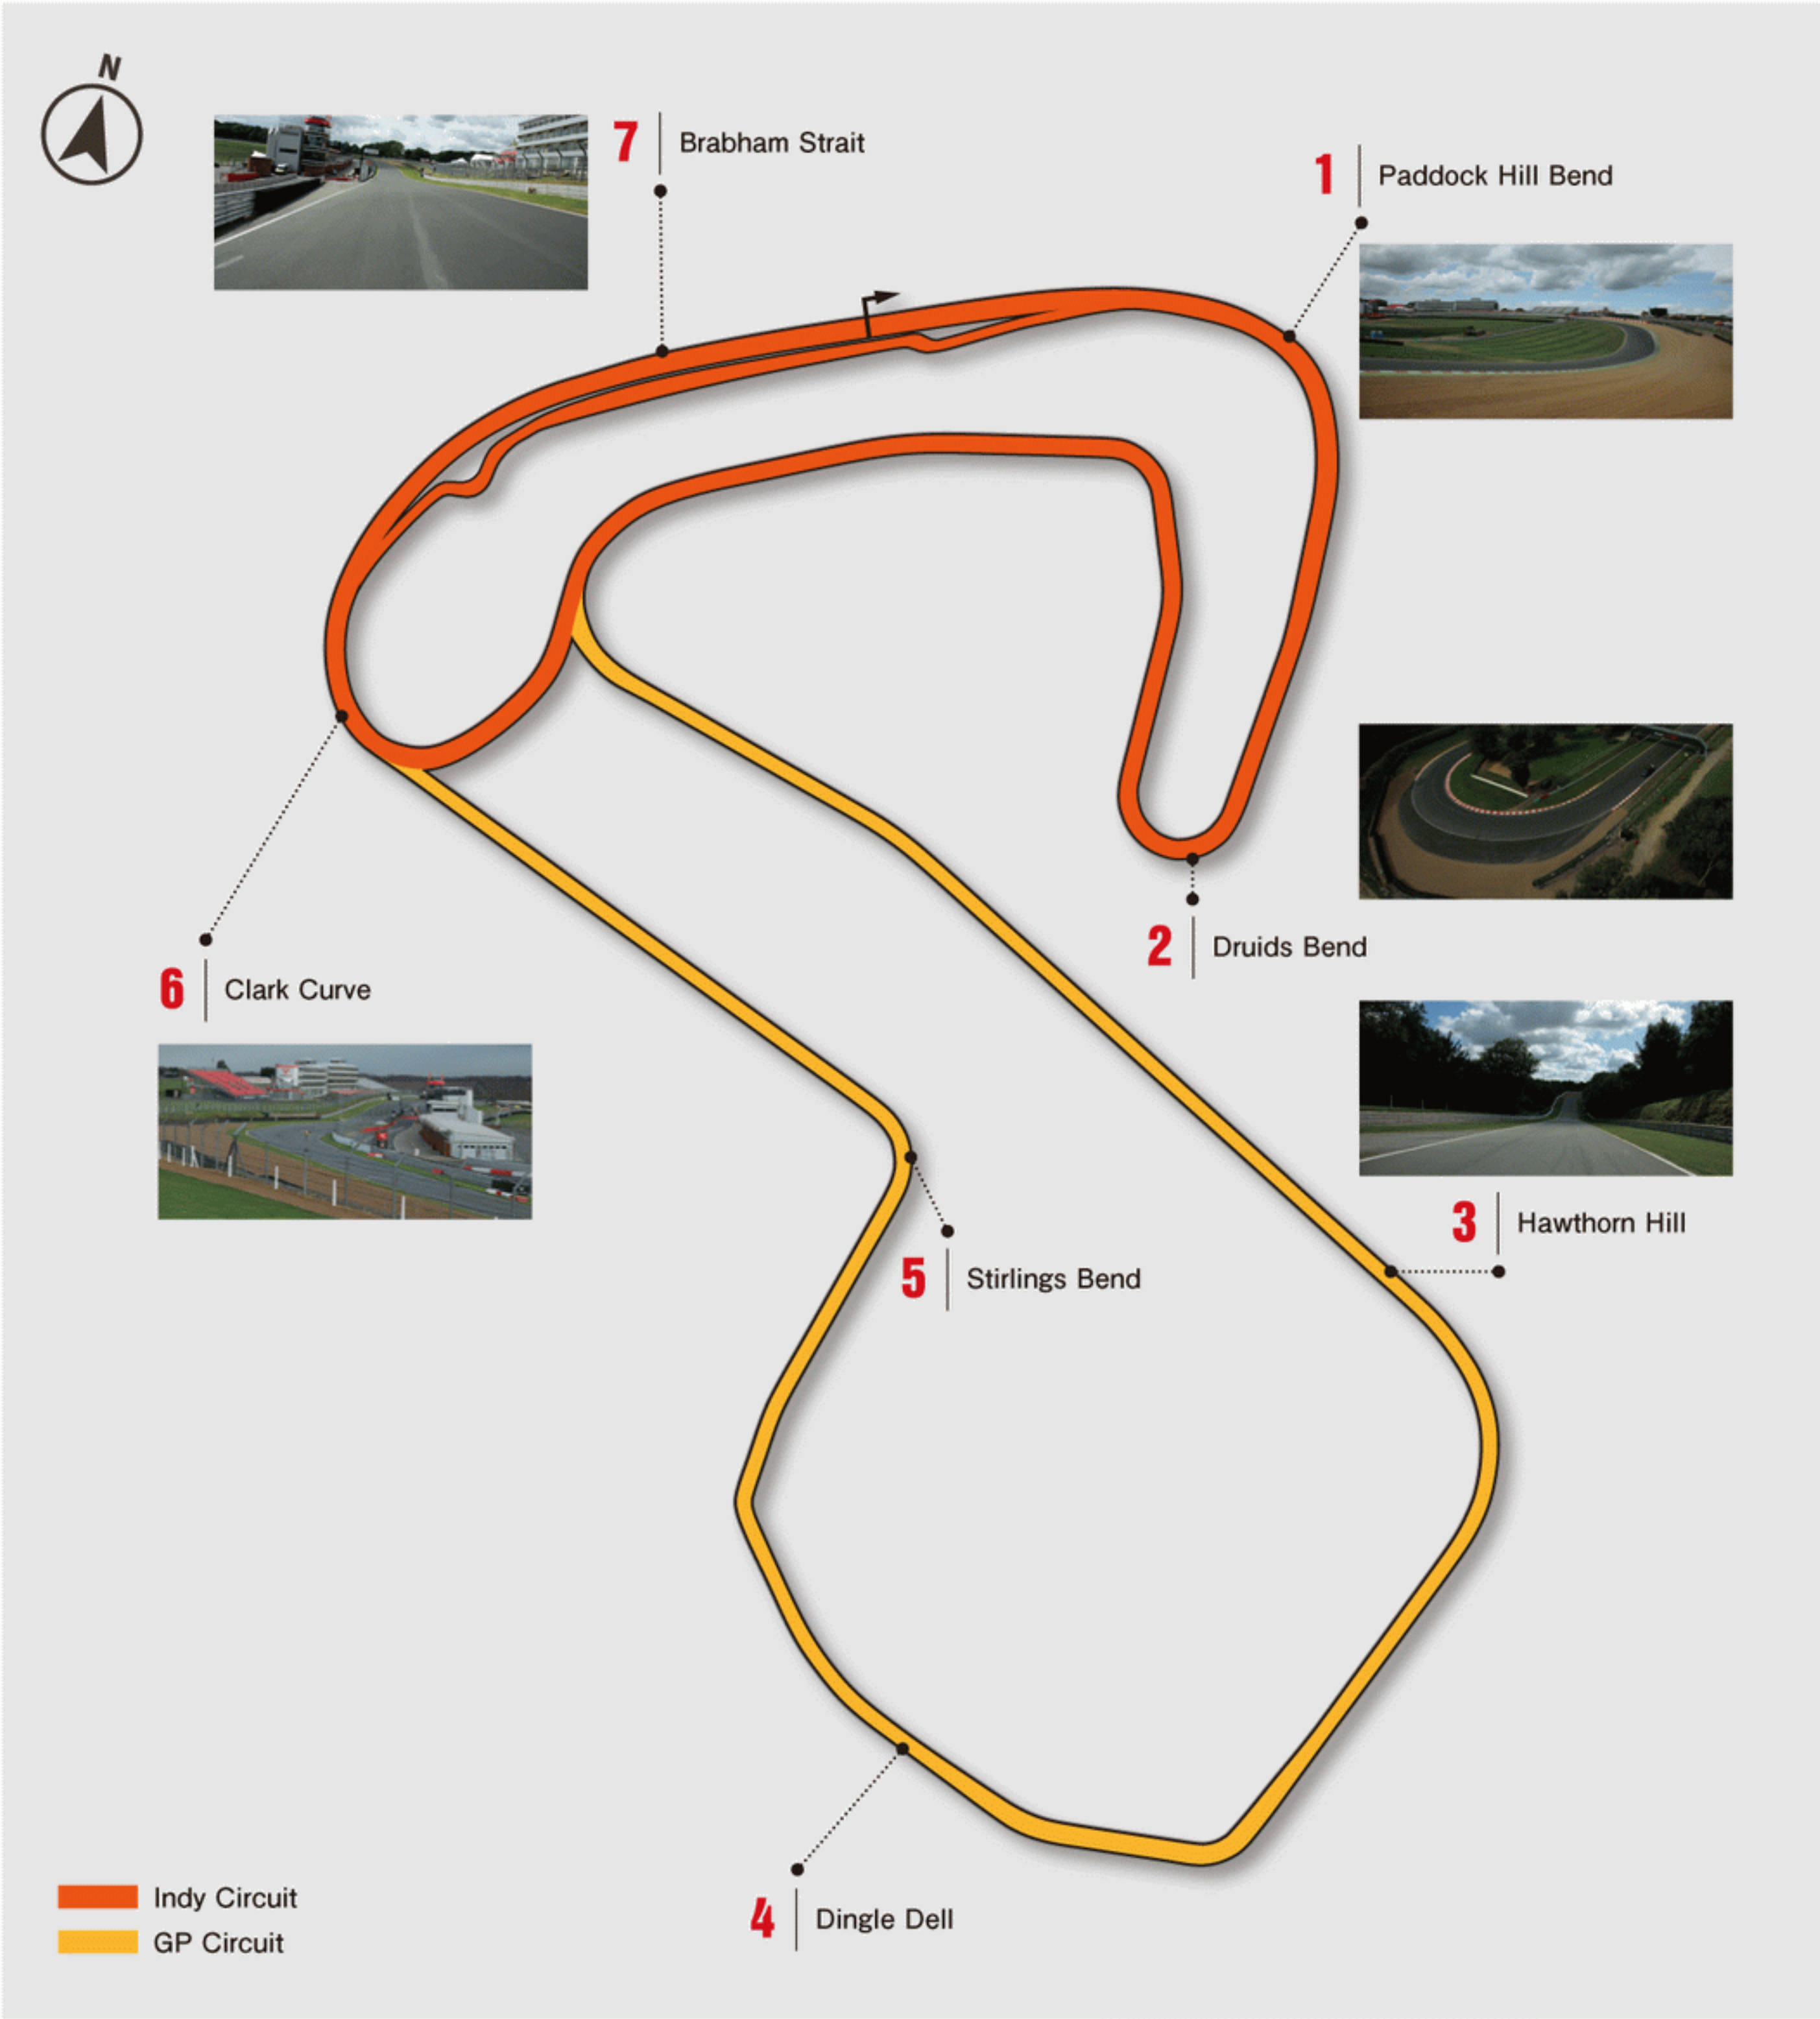 N
7 Brabham Strait
1 Paddock Hill Bend
2 Druids Bend
6 Clark Curve
3 Hawthorn Hill
5 Stirlings Bend
4 Dingle Dell
Indy Circuit
GP Circuit